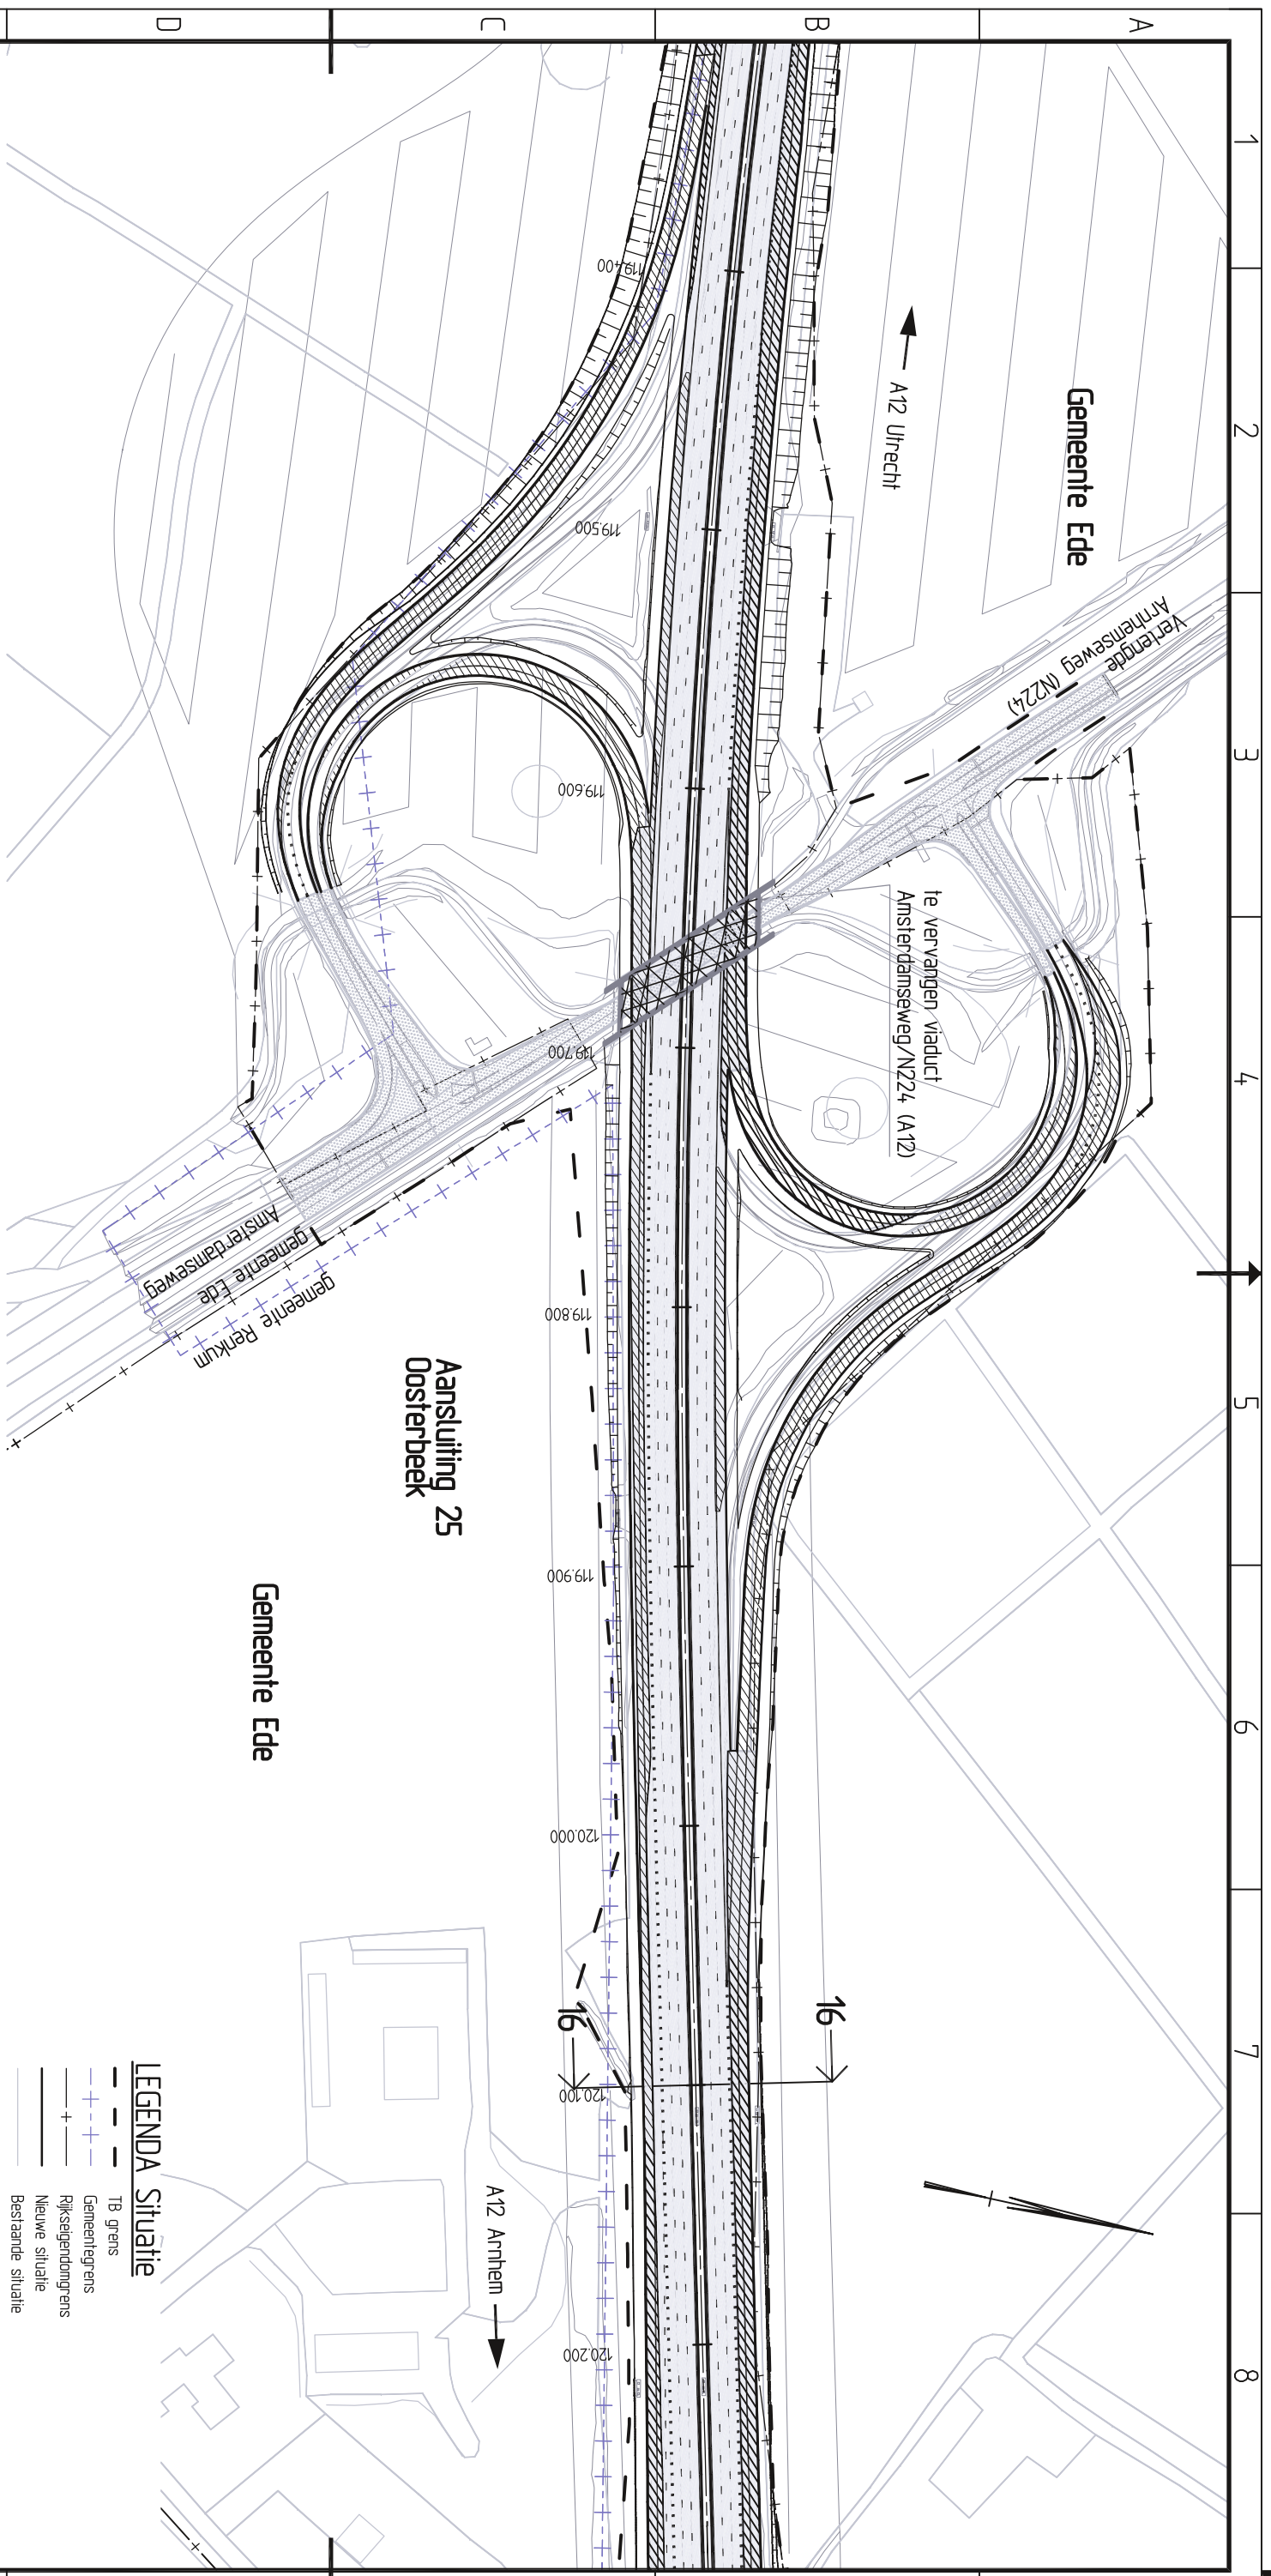 A
B
C
D
1
2
3
4
5
6
7
8
Gemeente Ede
A12 Utrecht
Verlengde
Arnhemseweg (N224)
te vervangen viaduct
Amsterdamseweg/N224 (A12)
119.400
119.500
119.600
119.700
119.800
119.900
120.000
120.100
120.200
Amsterdamseweg
gemeente Ede
gemeente Renkum
Aansluiting 25
Oosterbeek
Gemeente Ede
16
16
A12 Arnhem
LEGENDA Situatie
TB grens
Gemeentegrens
Rijkseigendomgrens
Nieuwe situatie
Bestaande situatie